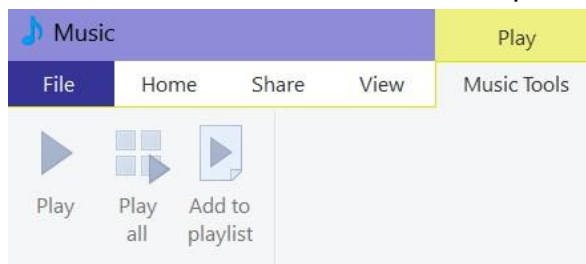 Music
Play
File Home Share View Music Tools
Play Play all Add to playlist